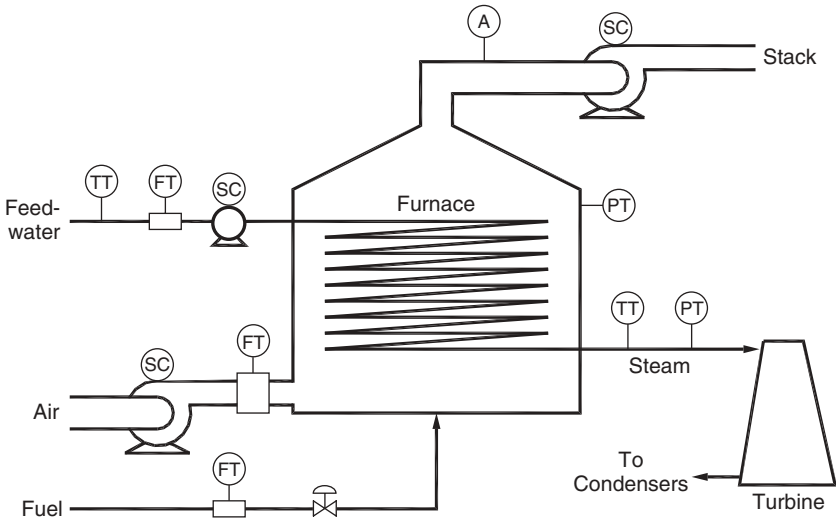 A
SC
Stack
TT
FT
SC
Feed-
water
Furnace
PT
TT
PT
Steam
SC
FT
Air
FT
Fuel
To
Condensers
Turbine